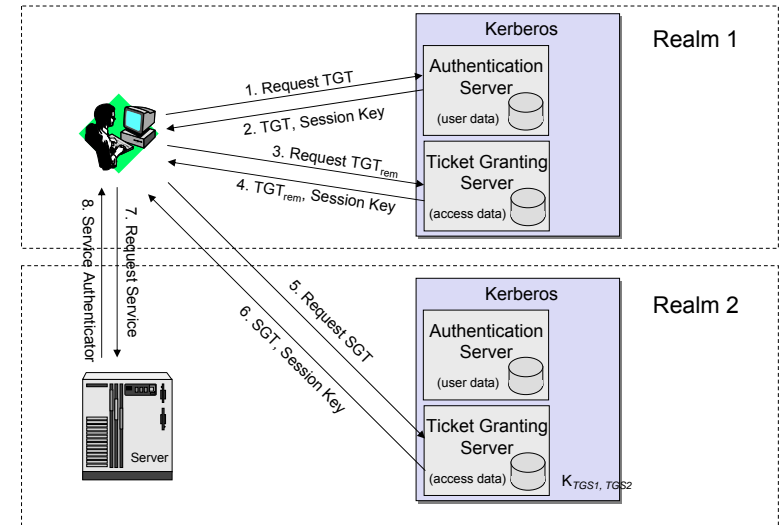 Kerberos
Realm 1
Authentication
Server
(user data)
1. Request TGT
2. TGT, Session Key
3. Request TGTrem
4. TGTrem, Session Key
Ticket Granting
Server
(access data)
8. Service Authenticator
7. Request Service
5. Request SGT
6. SGT, Session Key
Kerberos
Realm 2
Authentication
Server
(user data)
Ticket Granting
Server
(access data)
KTGS1, TGS2
Server